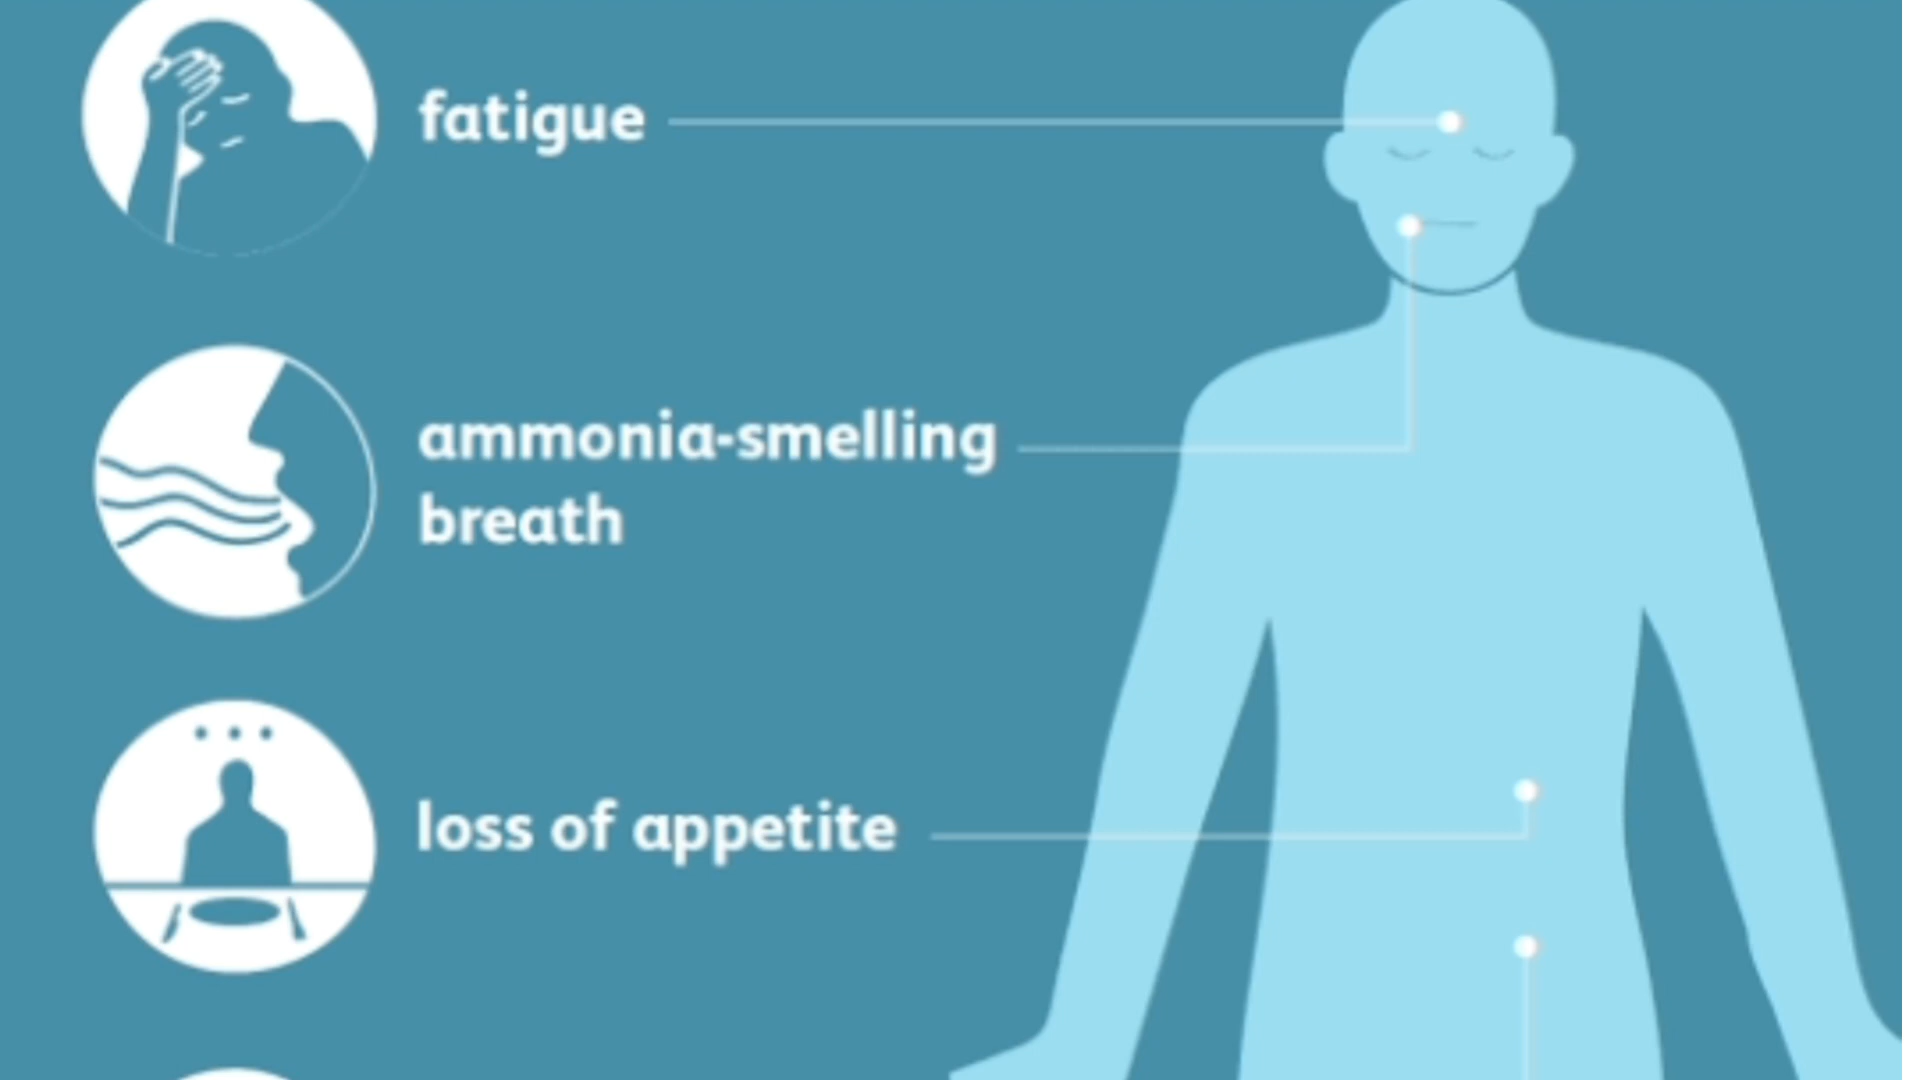 fatigue
ammonia-smelling
breath
loss of appetite